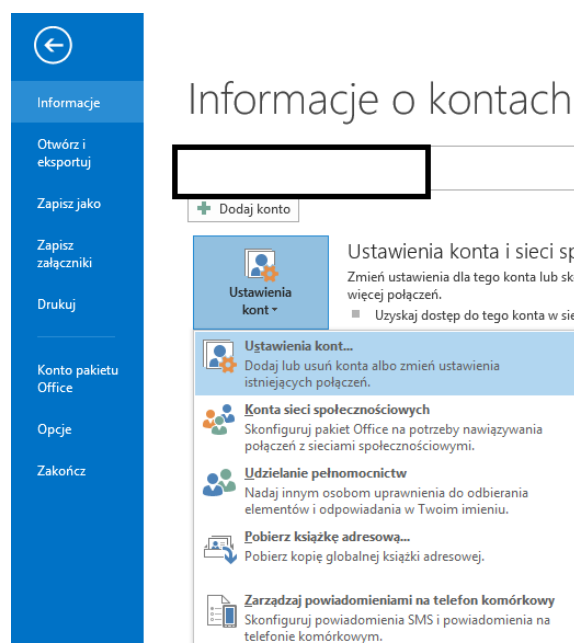 Informacje
Otwórz i
eksportuj
Zapisz jako
Zapisz
załączniki
Drukuj
Konto pakietu
Office
Opcje
Zakończ
Informacje o kontach
Dodaj konto
Ustawienia
kont
Ustawienia konta i sieci sp
Zmień ustawienia dla tego konta lub sk
więcej połączeń.
Uzyskaj dostęp do tego konta w sie
Ustawienia kont...
Dodaj lub usuń konta albo zmień ustawienia
istniejących połączeń.
Konta sieci społecznościowych
Skonfiguruj pakiet Office na potrzeby nawiązywania
połączeń z sieciami społecznościowymi.
Udzielanie pełnomocnictw
Nadaj innym osobom uprawnienia do odbierania
elementów i odpowiadania w Twoim imieniu.
Pobierz książkę adresową...
Pobierz kopię globalnej książki adresowej.
Zarządzaj powiadomieniami na telefon komórkowy
Skonfiguruj powiadomienia SMS i powiadomienia na
telefonie komórkowym.